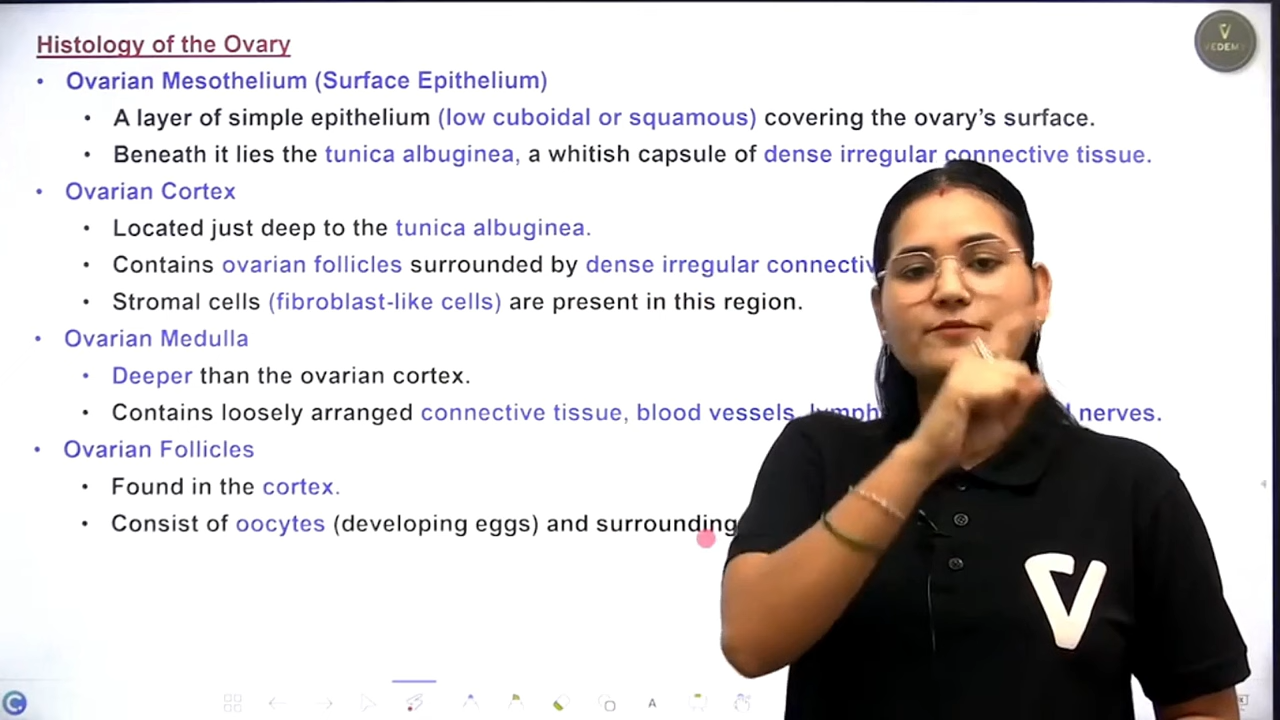 Histology of the Ovary
VEDEMY
• Ovarian Mesothelium (Surface Epithelium)
• A layer of simple epithelium (low cuboidal or squamous) covering the ovary's surface.
• Beneath it lies the tunica albuginea, a whitish capsule of dense irregular connective tissue.
• Ovarian Cortex
• Located just deep to the tunica albuginea.
• Contains ovarian follicles surrounded by dense irregular
• Stromal cells (fibroblast-like cells) are present in this region.
• Ovarian Medulla
• Deeper than the ovarian cortex.
• Contains loosely arranged connective tissue, blood vessels, nerves.
• Ovarian Follicles
• Found in the cortex.
• Consist of oocytes (developing eggs) and surrounding